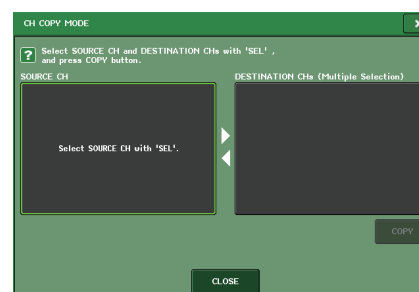 CH COPY MODE
? Select SOURCE CH and DESTINATION CHs with 'SEL' ,
and press COPY button.
SOURCE CH
DESTINATION CHs (Multiple Selection)
Select SOURCE CH with 'SEL'.
COPY
CLOSE